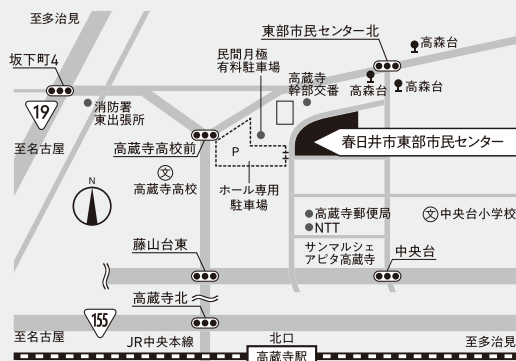 至多治見
東部市民センター北
高森台
坂下町4
民間月極
有料駐車場
高蔵寺
幹部交番
高森台
高森台
19
消防署
東出張所
春日井市東部市民センター
至名古屋
高蔵寺高校前
P
文
高蔵寺高校
ホール専用
駐車場
N
高蔵寺郵便局
NTT
文
中央台小学校
サンマルシェ
アピタ高蔵寺
藤山台東
中央台
高蔵寺北
155
至名古屋
JR中央本線
北口
至多治見
高蔵寺駅